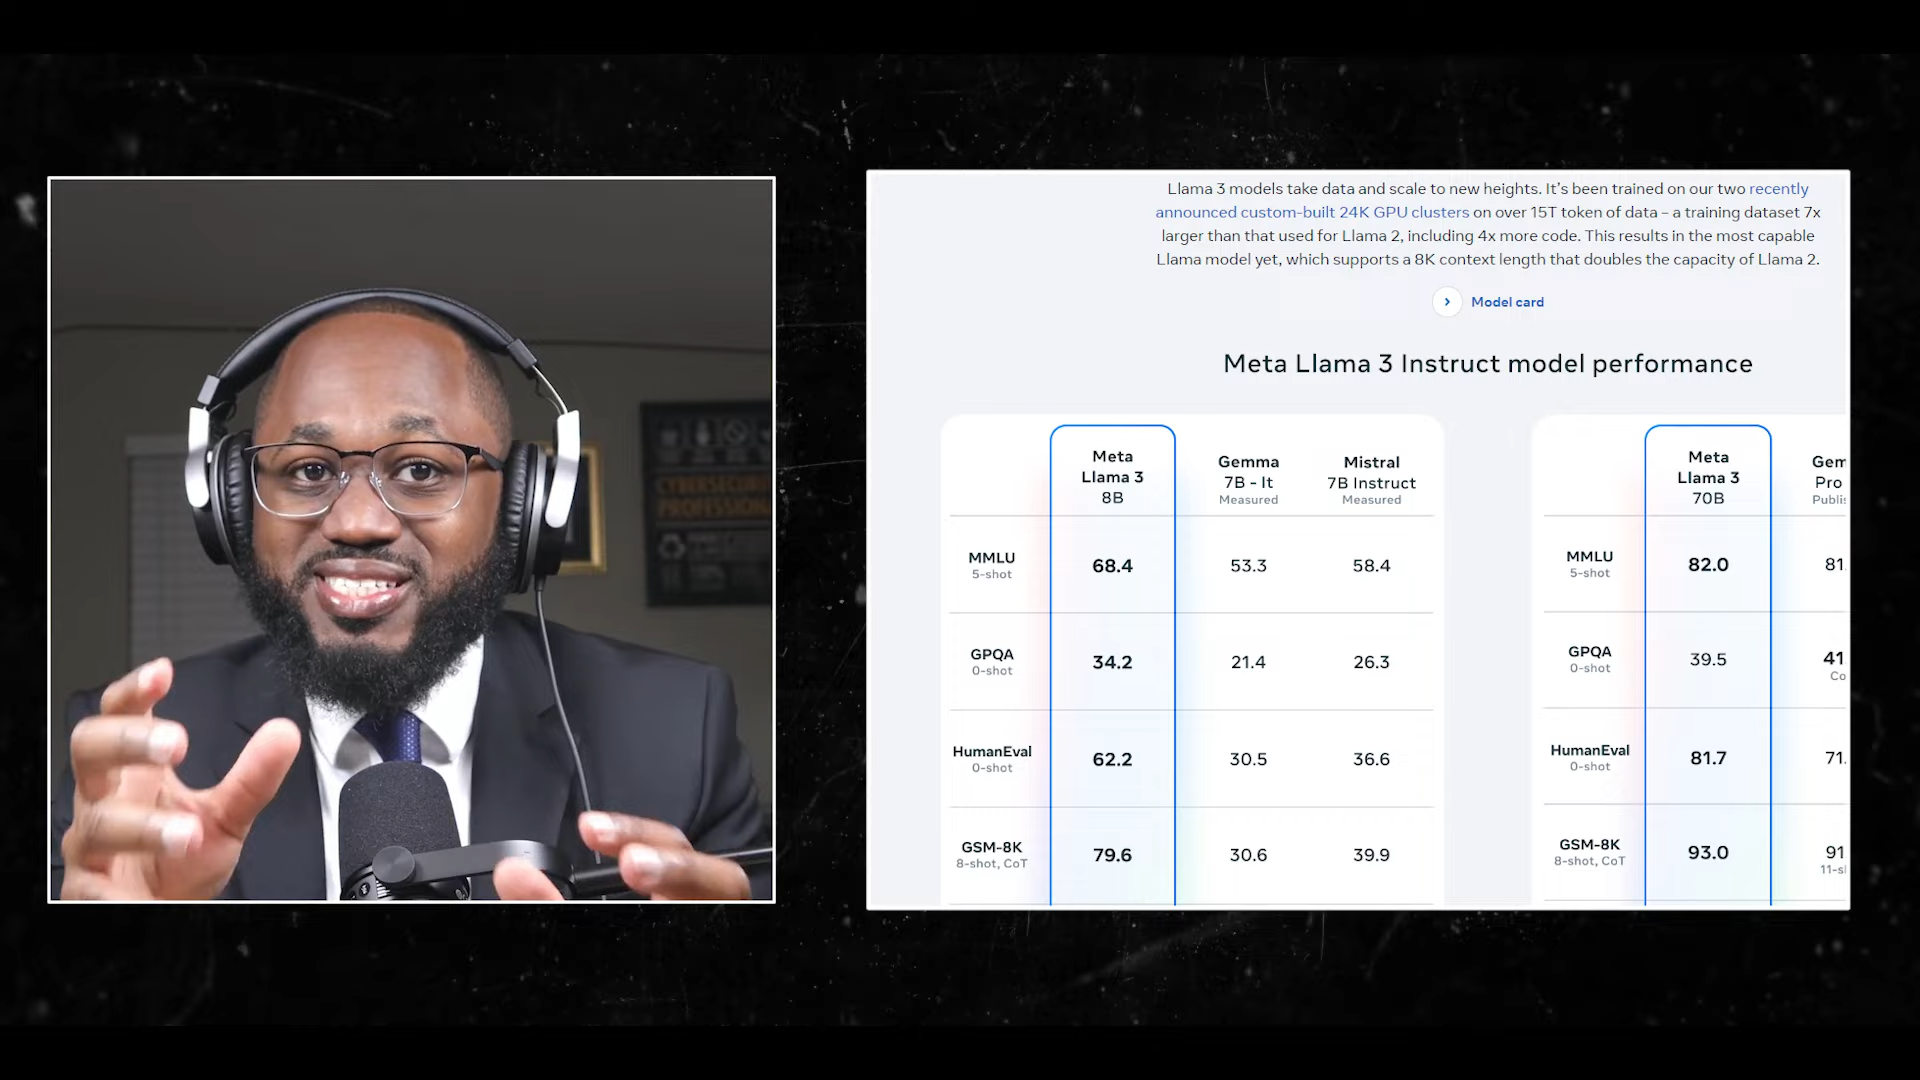 Llama 3 models take data and scale to new heights. It's been trained on our two recently
announced custom-built 24K GPU clusters on over 15T token of data – a training dataset 7x
larger than that used for Llama 2, including 4x more code. This results in the most capable
Llama model yet, which supports a 8K context length that doubles the capacity of Llama 2.
Model card
Meta Llama 3 Instruct model performance
Meta
Llama 3
8B
Gemma
7B - It
Measured
Mistral
7B Instruct
Measured
MMLU
5-shot
68.4
53.3
58.4
GPQA
0-shot
34.2
21.4
26.3
HumanEval
0-shot
62.2
30.5
36.6
GSM-8K
8-shot, CoT
79.6
30.6
39.9
Meta
Llama 3
70B
Pro
MMLU
5-shot
82.0
GPQA
0-shot
39.5
HumanEval
0-shot
81.7
GSM-8K
8-shot, CoT
93.0